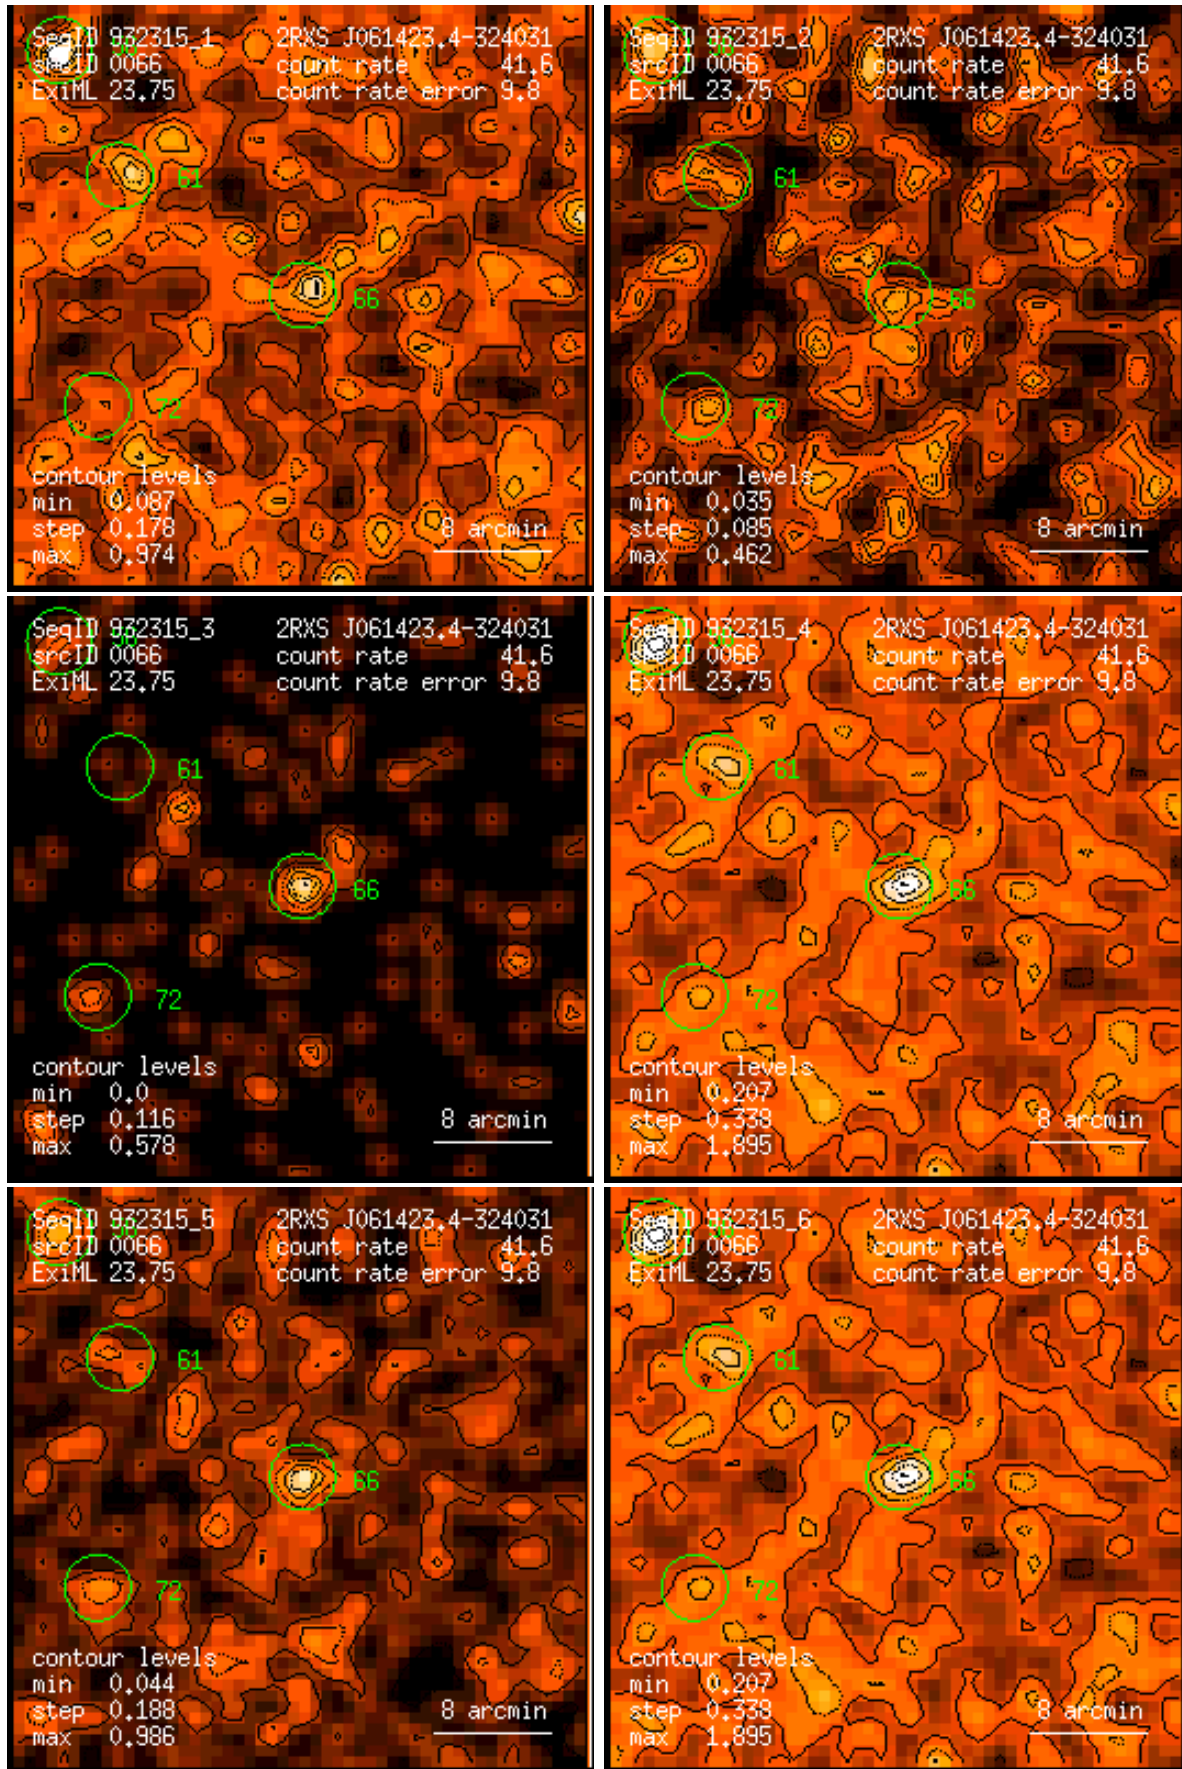 SeqID 932315_1 2RXS J061423.4-324031
srcID 0066 count rate 41.6
ExiML 23.75 count rate error 9.8
61
66
72
contour levels
min 0.087
step 0.178 8 arcmin
max 0.974
SeqID 932315_2 2RXS J061423.4-324031
srcID 0066 count rate 41.6
ExiML 23.75 count rate error 9.8
61
66
72
contour levels
min 0.035
step 0.085 8 arcmin
max 0.462
SeqID 932315_3 2RXS J061423.4-324031
srcID 0066 count rate 41.6
ExiML 23.75 count rate error 9.8
61
66
72
contour levels
min 0.0
step 0.116 8 arcmin
max 0.578
SeqID 932315_4 2RXS J061423.4-324031
srcID 0066 count rate 41.6
ExiML 23.75 count rate error 9.8
61
66
72
contour levels
min 0.207
step 0.338 8 arcmin
max 1.895
SeqID 932315_5 2RXS J061423.4-324031
srcID 0066 count rate 41.6
ExiML 23.75 count rate error 9.8
61
66
72
contour levels
min 0.044
step 0.188 8 arcmin
max 0.986
SeqID 932315_6 2RXS J061423.4-324031
srcID 0066 count rate 41.6
ExiML 23.75 count rate error 9.8
61
66
72
contour levels
min 0.207
step 0.338 8 arcmin
max 1.895